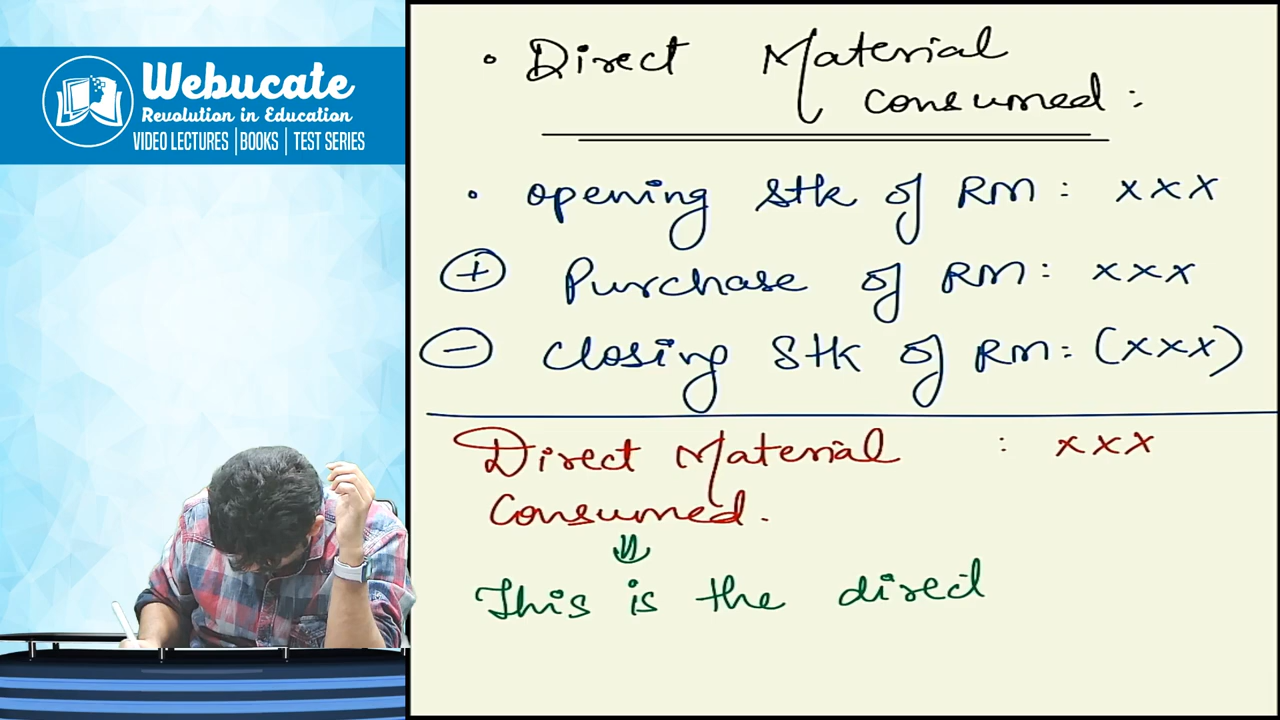 Webucate
Revolution in Education
VIDEO LECTURES | BOOKS | TEST SERIES
• Direct Material
consumed :
• opening Stk of RM : xxx
+ Purchase of RM : xxx
- closing Stk of RM : (xxx)
Direct Material : xxx
Consumed.
This is the direct